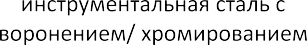 инструментальная сталь с
воронением/ хромированием